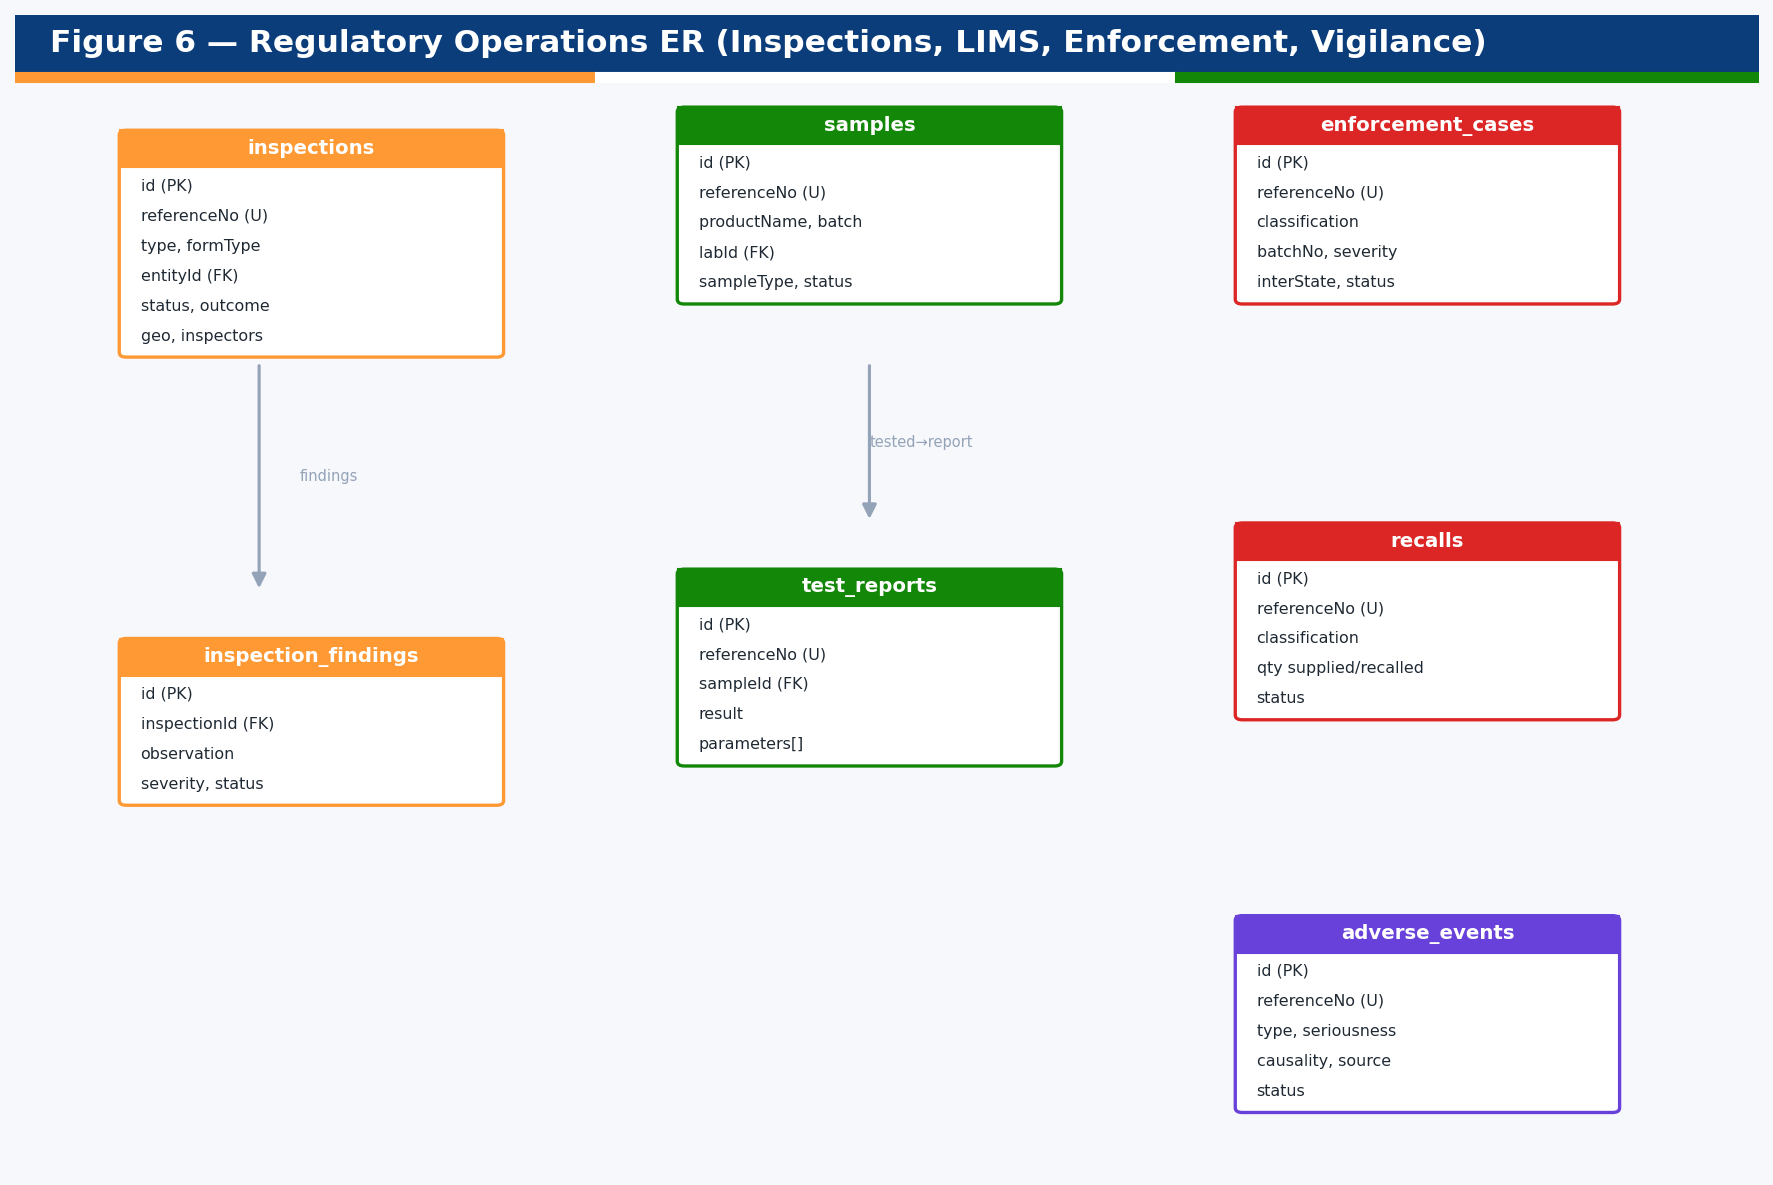 Figure 6 — Regulatory Operations ER (Inspections, LIMS, Enforcement, Vigilance)
inspections
id (PK)
referenceNo (U)
type, formType
entityId (FK)
status, outcome
geo, inspectors
findings
inspection_findings
id (PK)
inspectionId (FK)
observation
severity, status
samples
id (PK)
referenceNo (U)
productName, batch
labId (FK)
sampleType, status
tested→report
test_reports
id (PK)
referenceNo (U)
sampleId (FK)
result
parameters[]
enforcement_cases
id (PK)
referenceNo (U)
classification
batchNo, severity
interState, status
recalls
id (PK)
referenceNo (U)
classification
qty supplied/recalled
status
adverse_events
id (PK)
referenceNo (U)
type, seriousness
causality, source
status